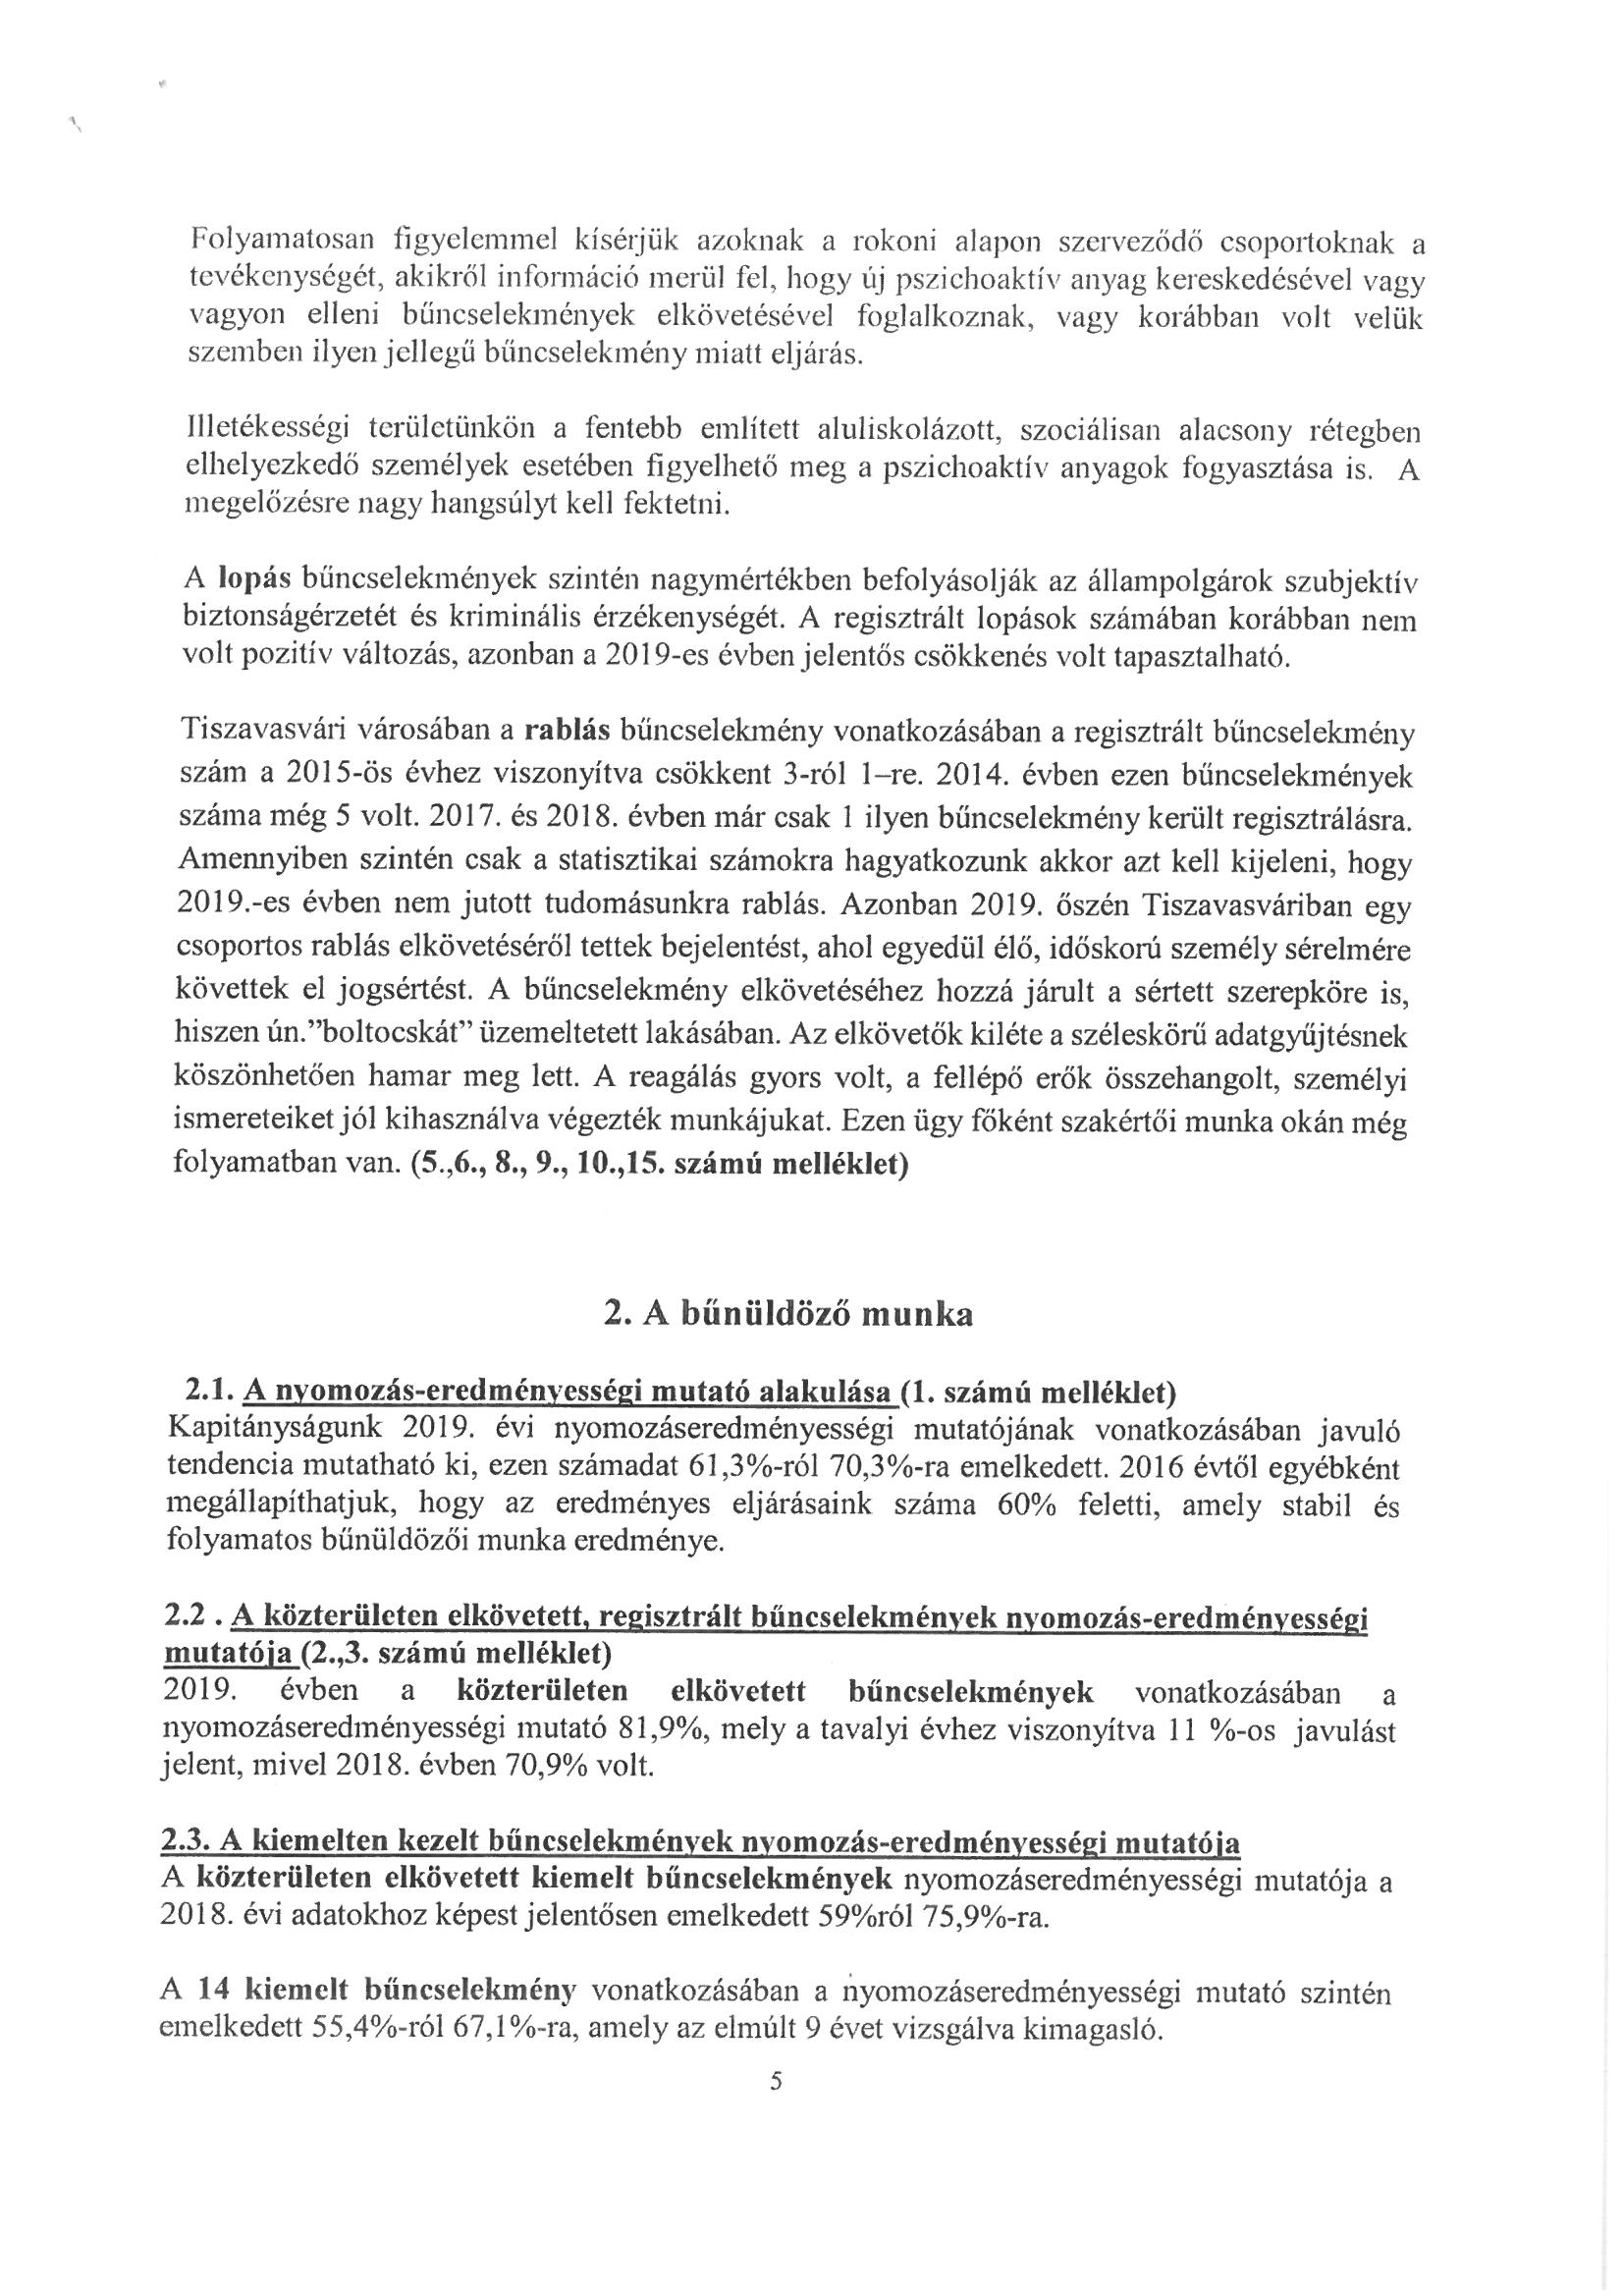 Folyamatosan figyelemmel kísérjük azoknak a rokoni alapon szerveződő csoportoknak a
tevékenységét, akikről információ merül fel, hogy új pszichoaktív anyag kereskedésével vagy
vagyon elleni bűncselekmények elkövetésével foglalkoznak, vagy korábban volt velük
szemben ilyen jellegű bűncselekmény miatt eljárás.
Illetékességi területünkön a fentebb említett aluliskolázott, szociálisan alacsony rétegben
elhelyezkedő személyek esetében figyelhető meg a pszichoaktív anyagok fogyasztása is. A
megelőzésre nagy hangsúlyt kell fektetni.
A lopás bűncselekmények szintén nagymértékben befolyásolják az állampolgárok szubjektív
biztonságérzetét és kriminális érzékenységét. A regisztrált lopások számában korábban nem
volt pozitív változás, azonban a 2019-es évben jelentős csökkenés volt tapasztalható.
Tiszavasvári városában a rablás bűncselekmény vonatkozásában a regisztrált bűncselekmény
szám a 2015-ös évhez viszonyítva csökkent 3-ról 1–re. 2014. évben ezen bűncselekmények
száma még 5 volt. 2017. és 2018. évben már csak 1 ilyen bűncselekmény került regisztrálásra.
Amennyiben szintén csak a statisztikai számokra hagyatkozunk akkor azt kell kijeleni, hogy
2019.-es évben nem jutott tudomásunkra rablás. Azonban 2019. őszén Tiszavasváriban egy
csoportos rablás elkövetéséről tettek bejelentést, ahol egyedül élő, időskorú személy sérelmére
követtek el jogsértést. A bűncselekmény elkövetéséhez hozzá járult a sértett szerepköre is,
hiszen ún.”boltocskát” üzemeltetett lakásában. Az elkövetők kiléte a széleskörű adatgyűjtésnek
köszönhetően hamar meg lett. A reagálás gyors volt, a fellépő erők összehangolt, személyi
ismereteiket jól kihasználva végezték munkájukat. Ezen ügy főként szakértői munka okán még
folyamatban van. (5.,6., 8., 9., 10.,15. számú melléklet)
2. A bűnüldöző munka
2.1. A nyomozás-eredményességi mutató alakulása (1. számú melléklet)
Kapitányságunk 2019. évi nyomozáseredményességi mutatójának vonatkozásában javuló
tendencia mutatható ki, ezen számadat 61,3%-ról 70,3%-ra emelkedett. 2016 évtől egyébként
megállapíthatjuk, hogy az eredményes eljárásaink száma 60% feletti, amely stabil és
folyamatos bűnüldözői munka eredménye.
2.2 . A közterületen elkövetett, regisztrált bűncselekmények nyomozás-eredményességi
mutatója (2.,3. számú melléklet)
2019. évben a közterületen elkövetett bűncselekmények vonatkozásában a
nyomozáseredményességi mutató 81,9%, mely a tavalyi évhez viszonyítva 11 %-os javulást
jelent, mivel 2018. évben 70,9% volt.
2.3. A kiemelten kezelt bűncselekmények nyomozás-eredményességi mutatója
A közterületen elkövetett kiemelt bűncselekmények nyomozáseredményességi mutatója a
2018. évi adatokhoz képest jelentősen emelkedett 59%ról 75,9%-ra.
A 14 kiemelt bűncselekmény vonatkozásában a nyomozáseredményességi mutató szintén
emelkedett 55,4%-ról 67,1%-ra, amely az elmúlt 9 évet vizsgálva kimagasló.
5